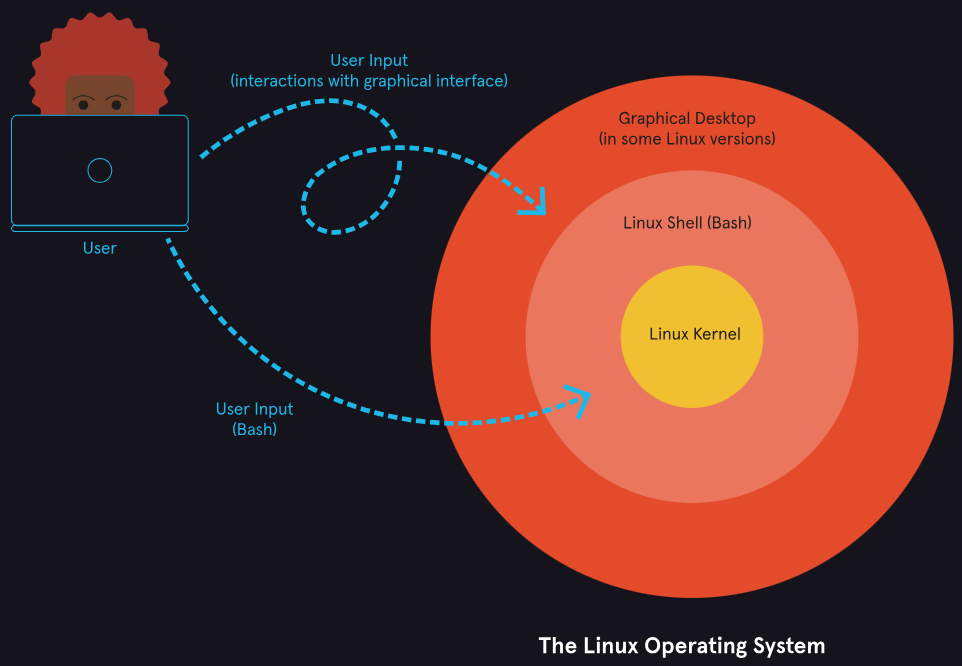 User Input
(interactions with graphical interface)
Graphical Desktop
(in some Linux versions)
Linux Shell (Bash)
User
Linux Kernel
User Input
(Bash)
The Linux Operating System